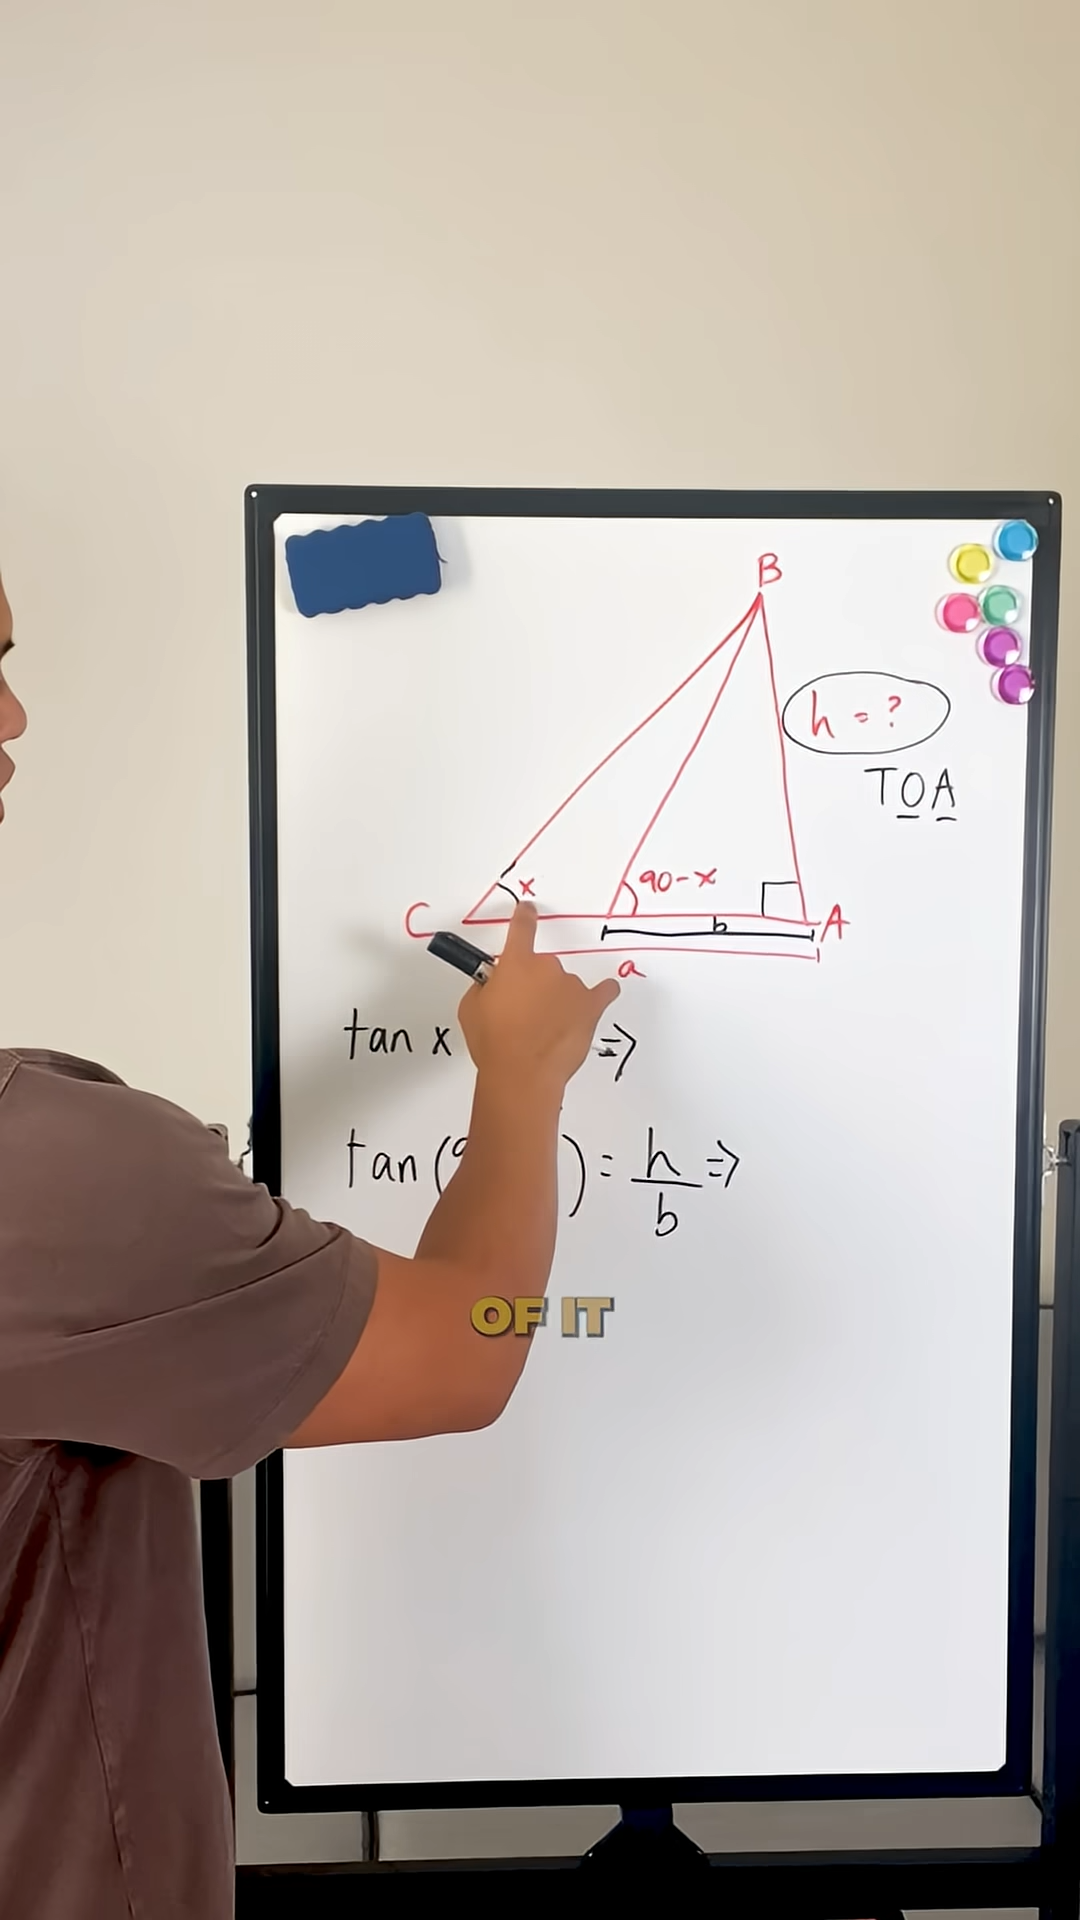 B
h = ?
TOA
x
90-x
C
b
A
a
tan x =>
tan ( ) = h/b =>
OF IT